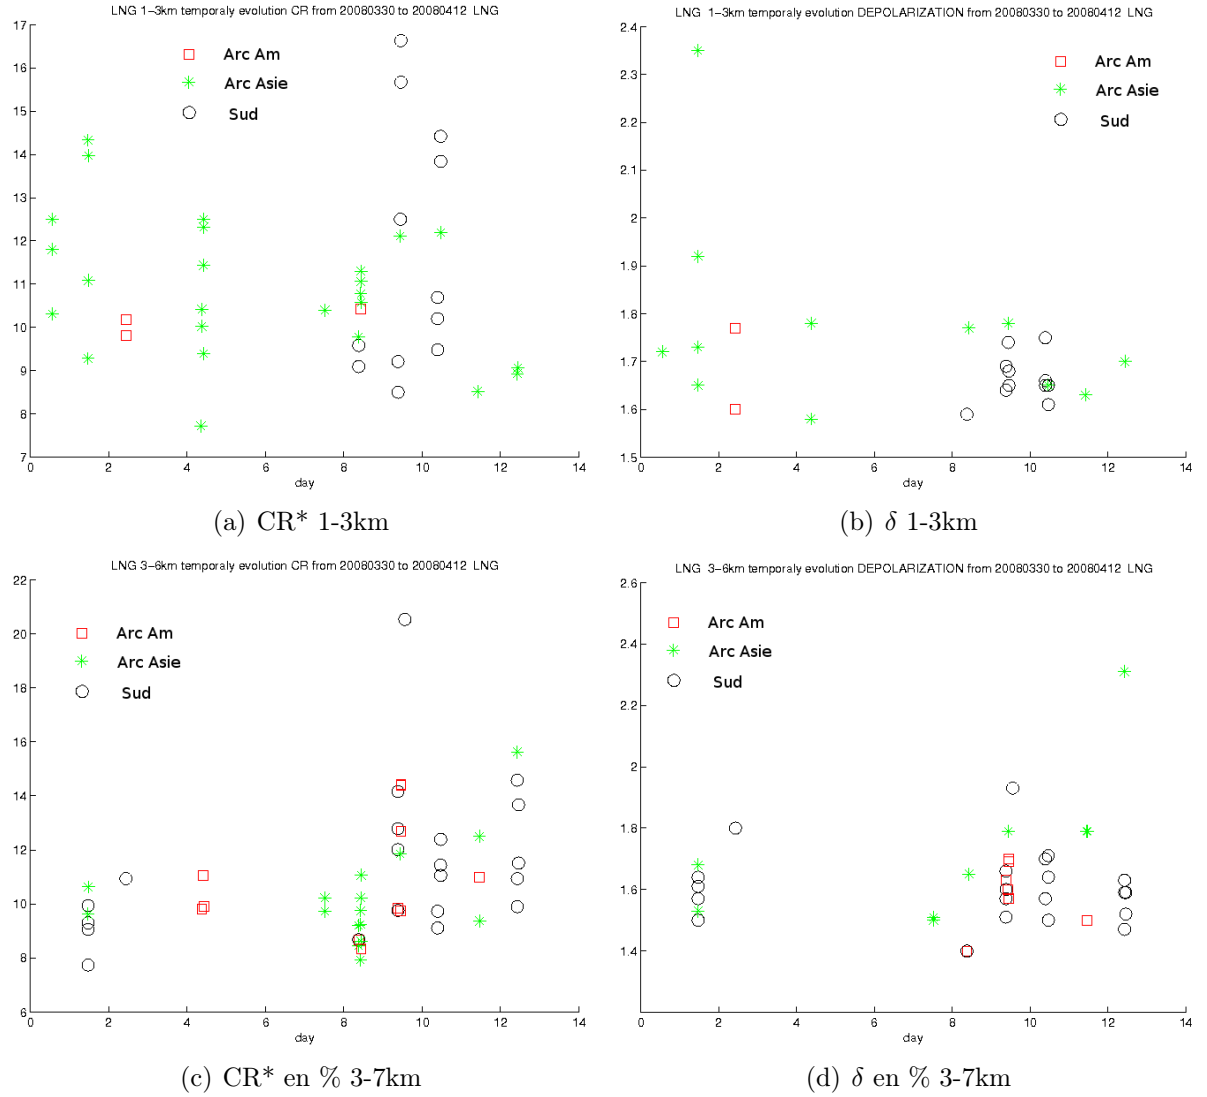 LNG 1-3km temporaly evolution CR from 20080330 to 20080412 LNG
17
16
15
14
13
12
11
10
9
8
7
0 2 4 6 8 10 12 14
day
Arc Am
Arc Asie
Sud
(a) CR* 1-3km
LNG 1-3km temporaly evolution DEPOLARIZATION from 20080330 to 20080412 LNG
2.4
2.3
2.2
2.1
2
1.9
1.8
1.7
1.6
1.5
0 2 4 6 8 10 12 14
day
Arc Am
Arc Asie
Sud
(b) δ 1-3km
LNG 3-6km temporaly evolution CR from 20080330 to 20080412 LNG
22
20
18
16
14
12
10
8
6
0 2 4 6 8 10 12 14
day
Arc Am
Arc Asie
Sud
(c) CR* en % 3-7km
LNG 3-6km temporaly evolution DEPOLARIZATION from 20080330 to 20080412 LNG
2.6
2.4
2.2
2
1.8
1.6
1.4
0 2 4 6 8 10 12 14
day
Arc Am
Arc Asie
Sud
(d) δ en % 3-7km